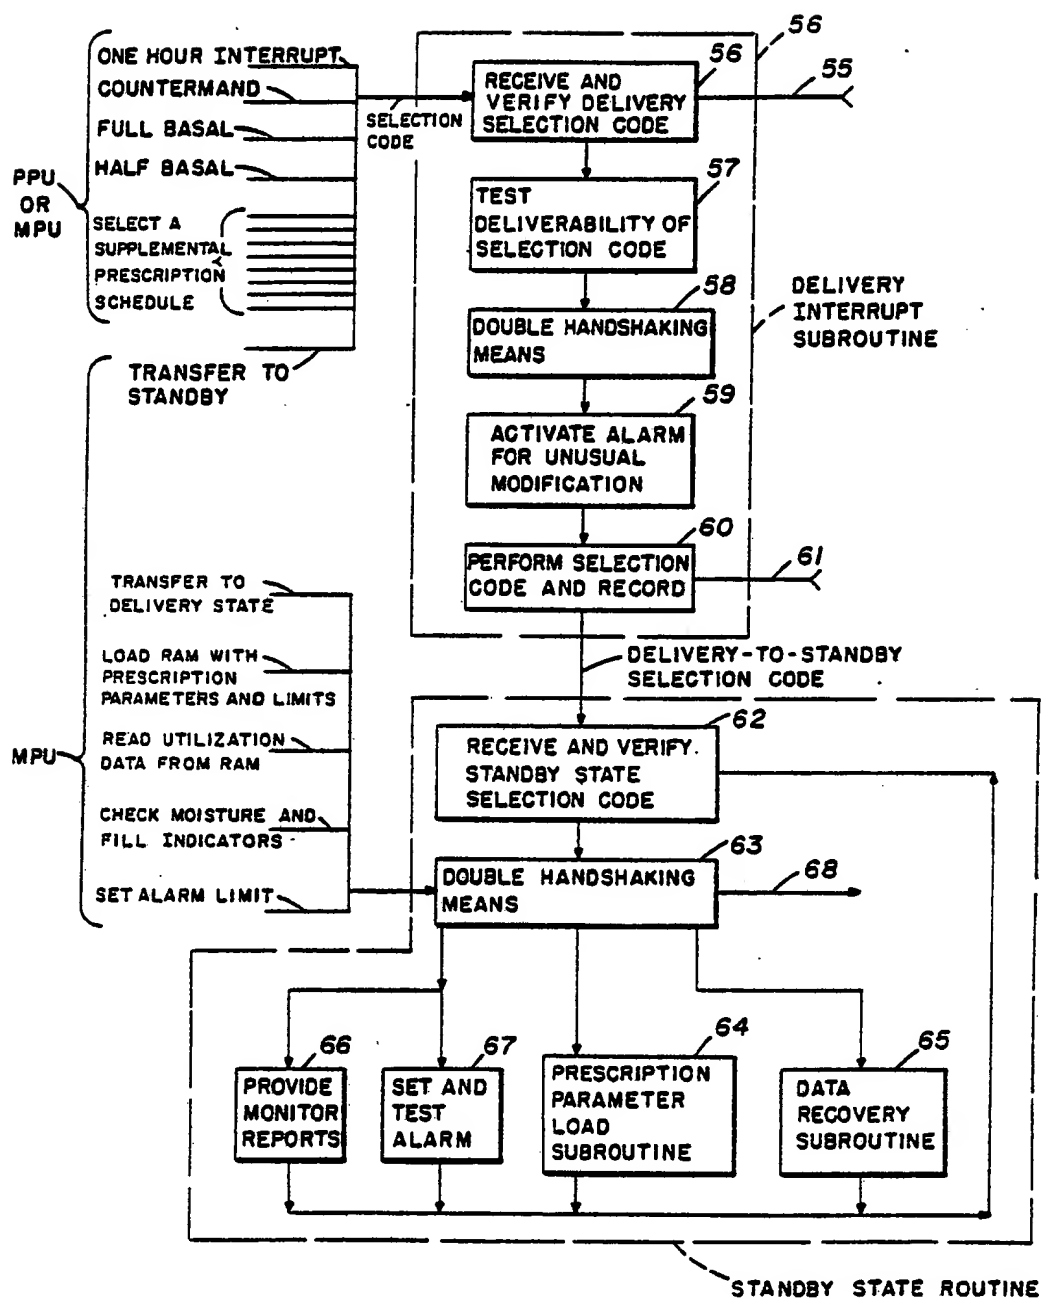 ONE HOUR INTERRUPT
COUNTERMAND
FULL BASAL
HALF BASAL
PPU
OR
MPU
SELECT A
SUPPLEMENTAL
PRESCRIPTION
SCHEDULE
TRANSFER TO
STANDBY
SELECTION
CODE
56
56
55
RECEIVE AND
VERIFY DELIVERY
SELECTION CODE
57
TEST
DELIVERABILITY OF
SELECTION CODE
58
DOUBLE HANDSHAKING
MEANS
DELIVERY
INTERRUPT
SUBROUTINE
59
ACTIVATE ALARM
FOR UNUSUAL
MODIFICATION
60
PERFORM SELECTION
CODE AND RECORD
61
DELIVERY-TO-STANDBY
SELECTION CODE
MPU
TRANSFER TO
DELIVERY STATE
LOAD RAM WITH
PRESCRIPTION
PARAMETERS AND LIMITS
READ UTILIZATION
DATA FROM RAM
CHECK MOISTURE AND
FILL INDICATORS
SET ALARM LIMIT
62
RECEIVE AND VERIFY.
STANDBY STATE
SELECTION CODE
63
DOUBLE HANDSHAKING
MEANS
68
66
PROVIDE
MONITOR
REPORTS
67
SET AND
TEST
ALARM
64
PRESCRIPTION
PARAMETER
LOAD
SUBROUTINE
65
DATA
RECOVERY
SUBROUTINE
STANDBY STATE ROUTINE